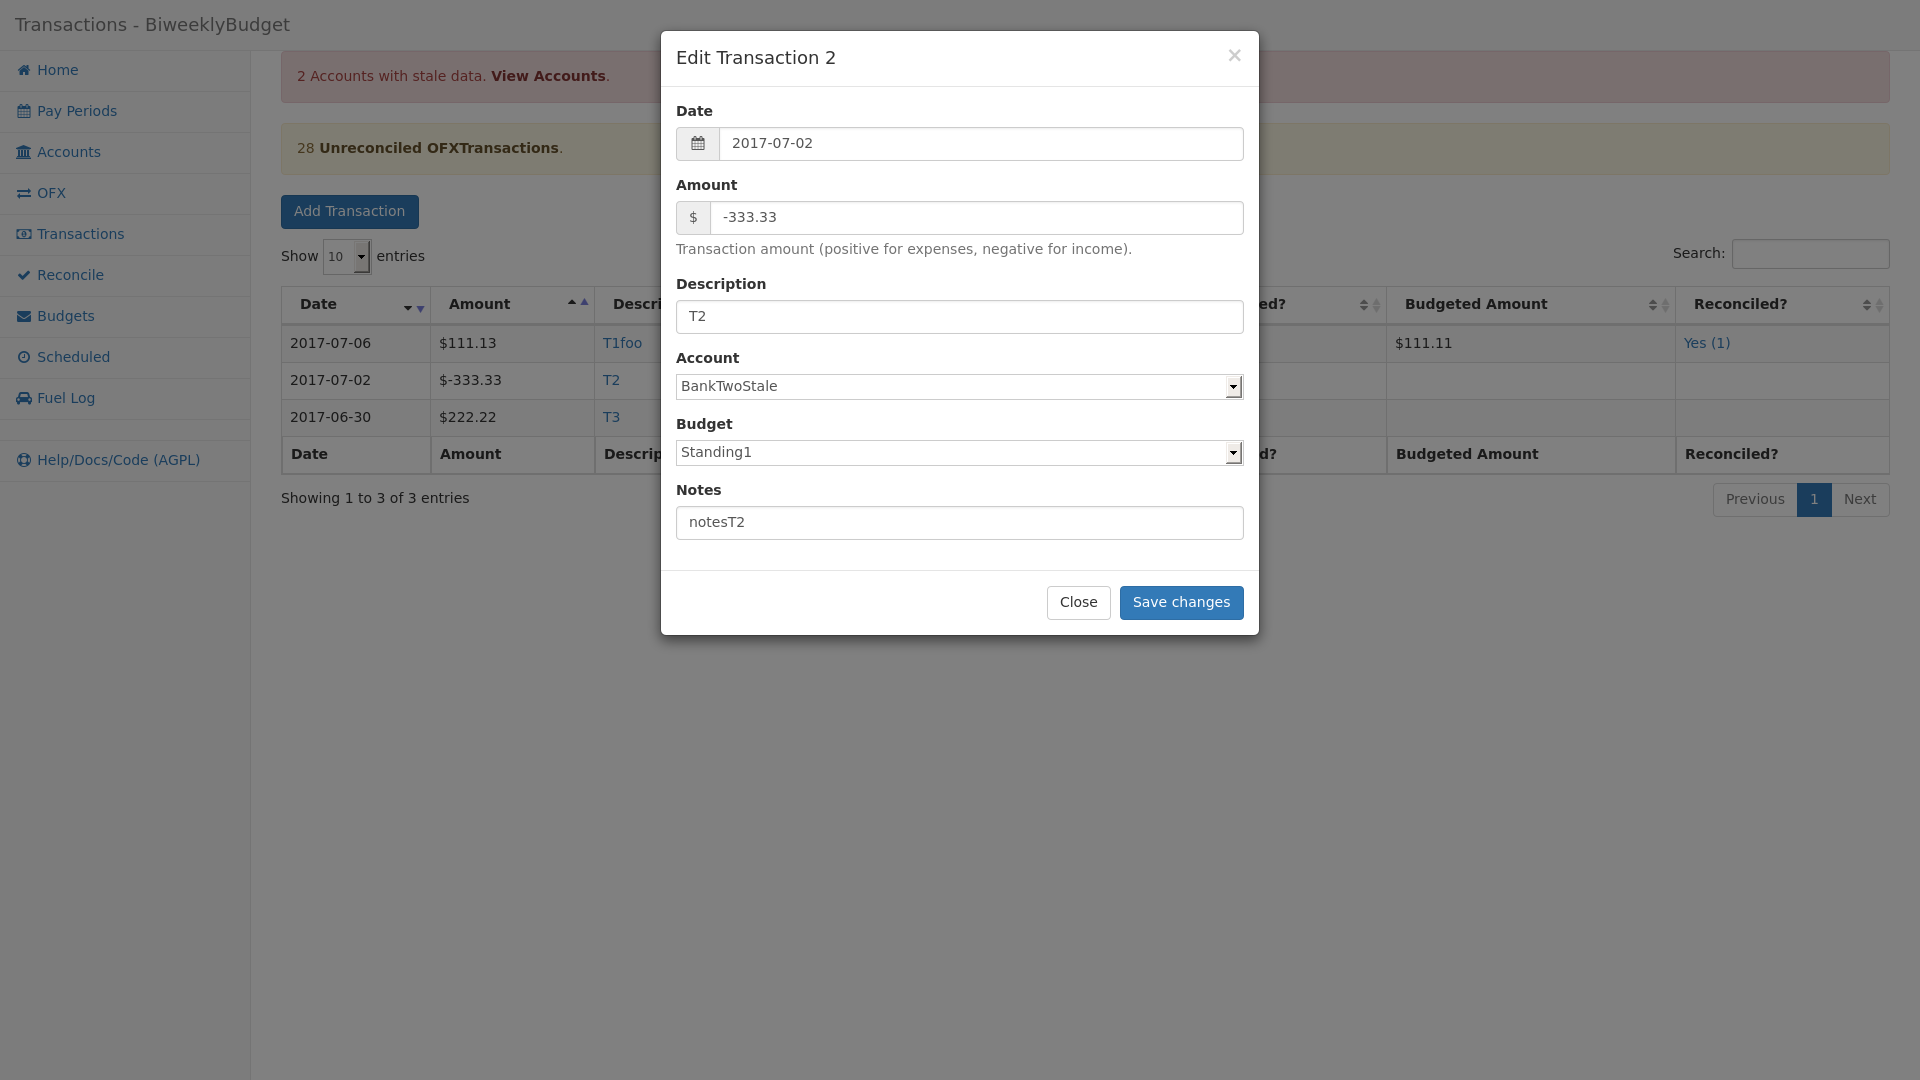 Transactions - BiweeklyBudget
Home
Pay Periods
Accounts
OFX
Transactions
Reconcile
Budgets
Scheduled
Fuel Log
Help/Docs/Code (AGPL)
2 Accounts with stale data. View Accounts.
28 Unreconciled OFXTransactions.
Add Transaction
Show 10 entries
Search:
Date Amount Descri ed? Budgeted Amount Reconciled?
2017-07-06 $111.13 T1foo $111.11 Yes (1)
2017-07-02 $-333.33 T2
2017-06-30 $222.22 T3
Date Amount Descrip d? Budgeted Amount Reconciled?
Showing 1 to 3 of 3 entries
Previous 1 Next
Edit Transaction 2 ×
Date
2017-07-02
Amount
$ -333.33
Transaction amount (positive for expenses, negative for income).
Description
T2
Account
BankTwoStale
Budget
Standing1
Notes
notesT2
Close Save changes